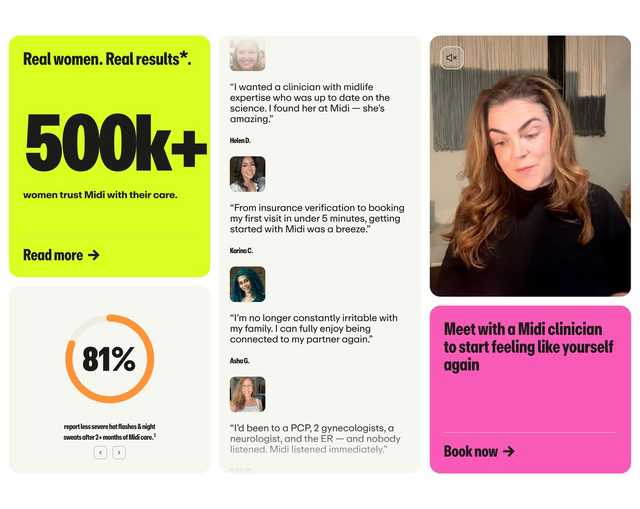 Real women. Real results*.
500k+
women trust Midi with their care.
Read more →
81%
report less severe hot flashes & night
sweats after 2+ months of Midi care.‡
“I wanted a clinician with midlife
expertise who was up to date on the
science. I found her at Midi — she’s
amazing.”
Helen D.
“From insurance verification to booking
my first visit in under 5 minutes, getting
started with Midi was a breeze.”
Karina C.
“I’m no longer constantly irritable with
my family. I can fully enjoy being
connected to my partner again.”
Asha G.
“I’d been to a PCP, 2 gynecologists, a
neurologist, and the ER — and nobody
listened. Midi listened immediately.”
Meet with a Midi clinician
to start feeling like yourself
again
Book now →